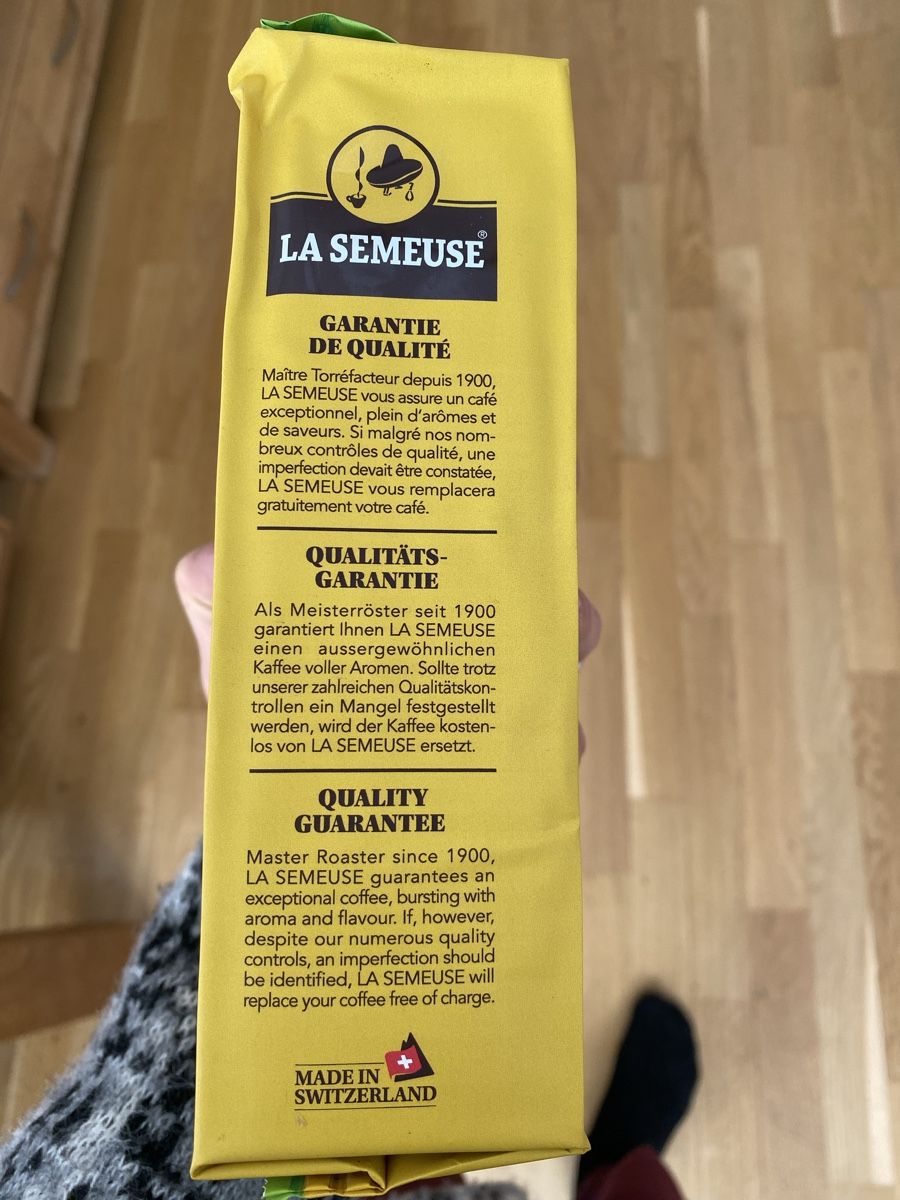 LA SEMEUSE®
GARANTIE
DE QUALITÉ
Maître Torréfacteur depuis 1900,
LA SEMEUSE vous assure un café
exceptionnel, plein d'arômes et
de saveurs. Si malgré nos nom-
breux contrôles de qualité, une
imperfection devait être constatée,
LA SEMEUSE vous remplacera
gratuitement votre café.
QUALITÄTS-
GARANTIE
Als Meisterröster seit 1900
garantiert Ihnen LA SEMEUSE
einen aussergewöhnlichen
Kaffee voller Aromen. Sollte trotz
unserer zahlreichen Qualitätskon-
trollen ein Mangel festgestellt
werden, wird der Kaffee kosten-
los von LA SEMEUSE ersetzt.
QUALITY
GUARANTEE
Master Roaster since 1900,
LA SEMEUSE guarantees an
exceptional coffee, bursting with
aroma and flavour. If, however,
despite our numerous quality
controls, an imperfection should
be identified, LA SEMEUSE will
replace your coffee free of charge.
MADE IN
SWITZERLAND